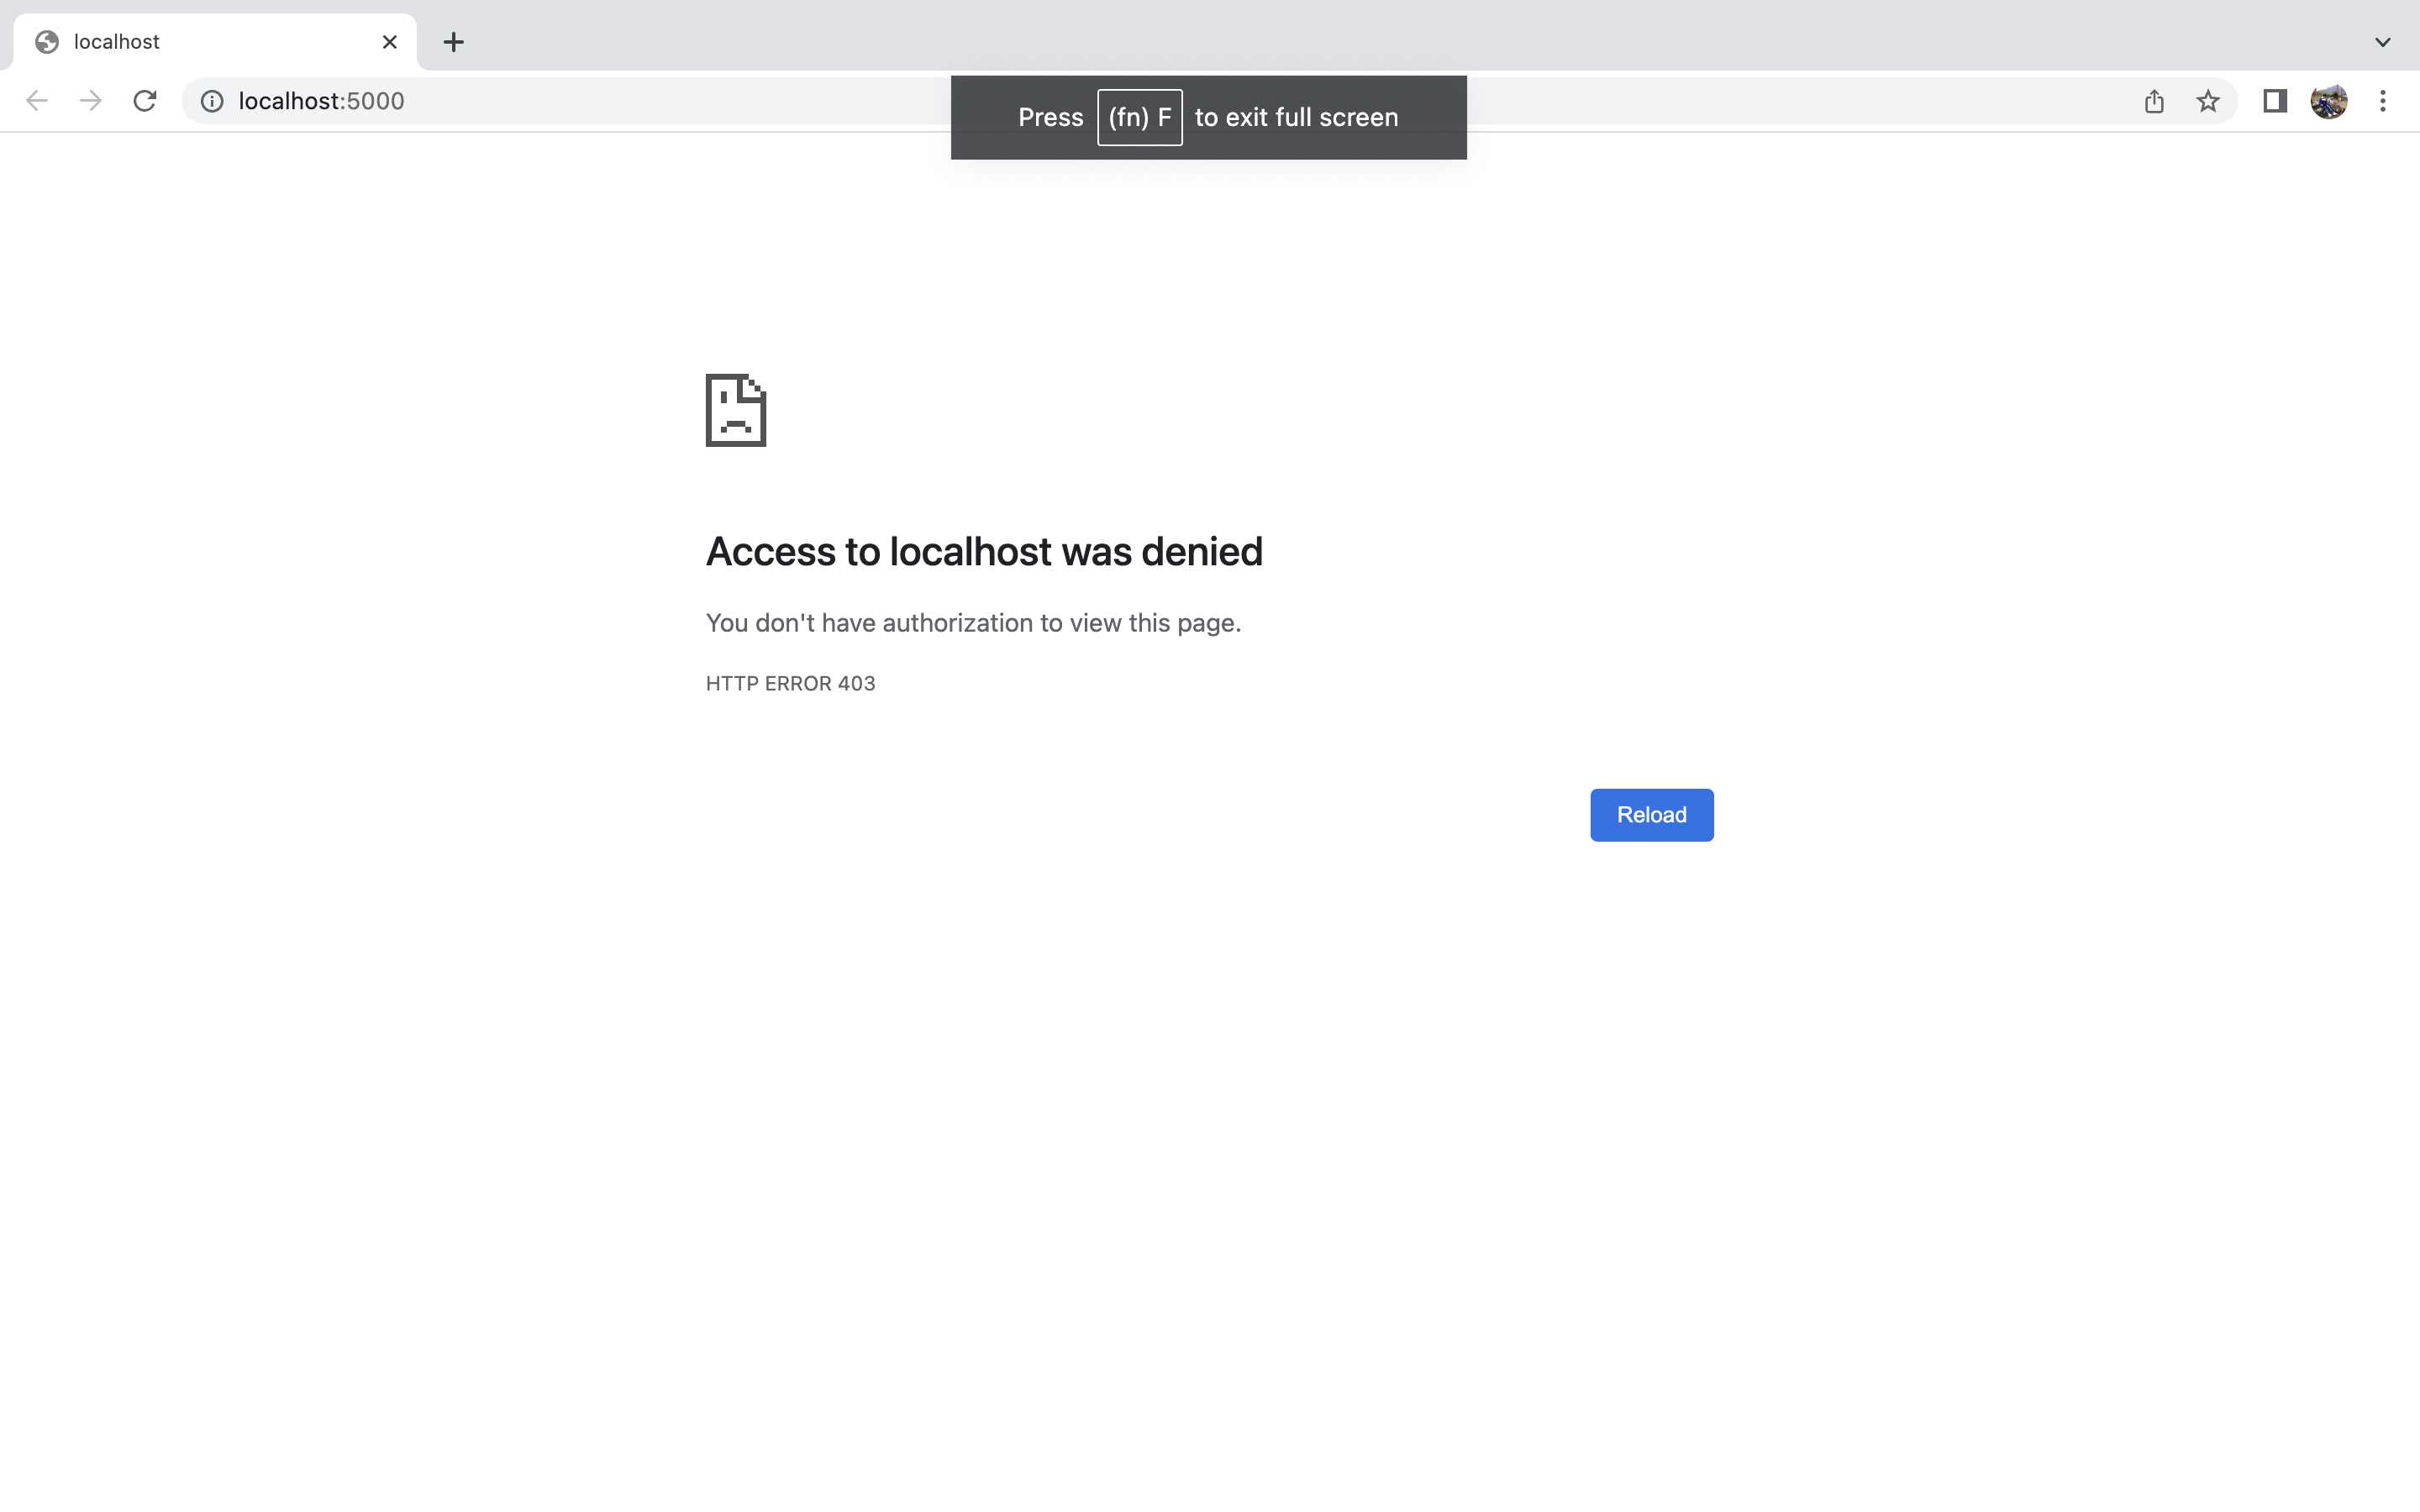 localhost
localhost:5000
Press (fn) F to exit full screen
Access to localhost was denied
You don't have authorization to view this page.
HTTP ERROR 403
Reload